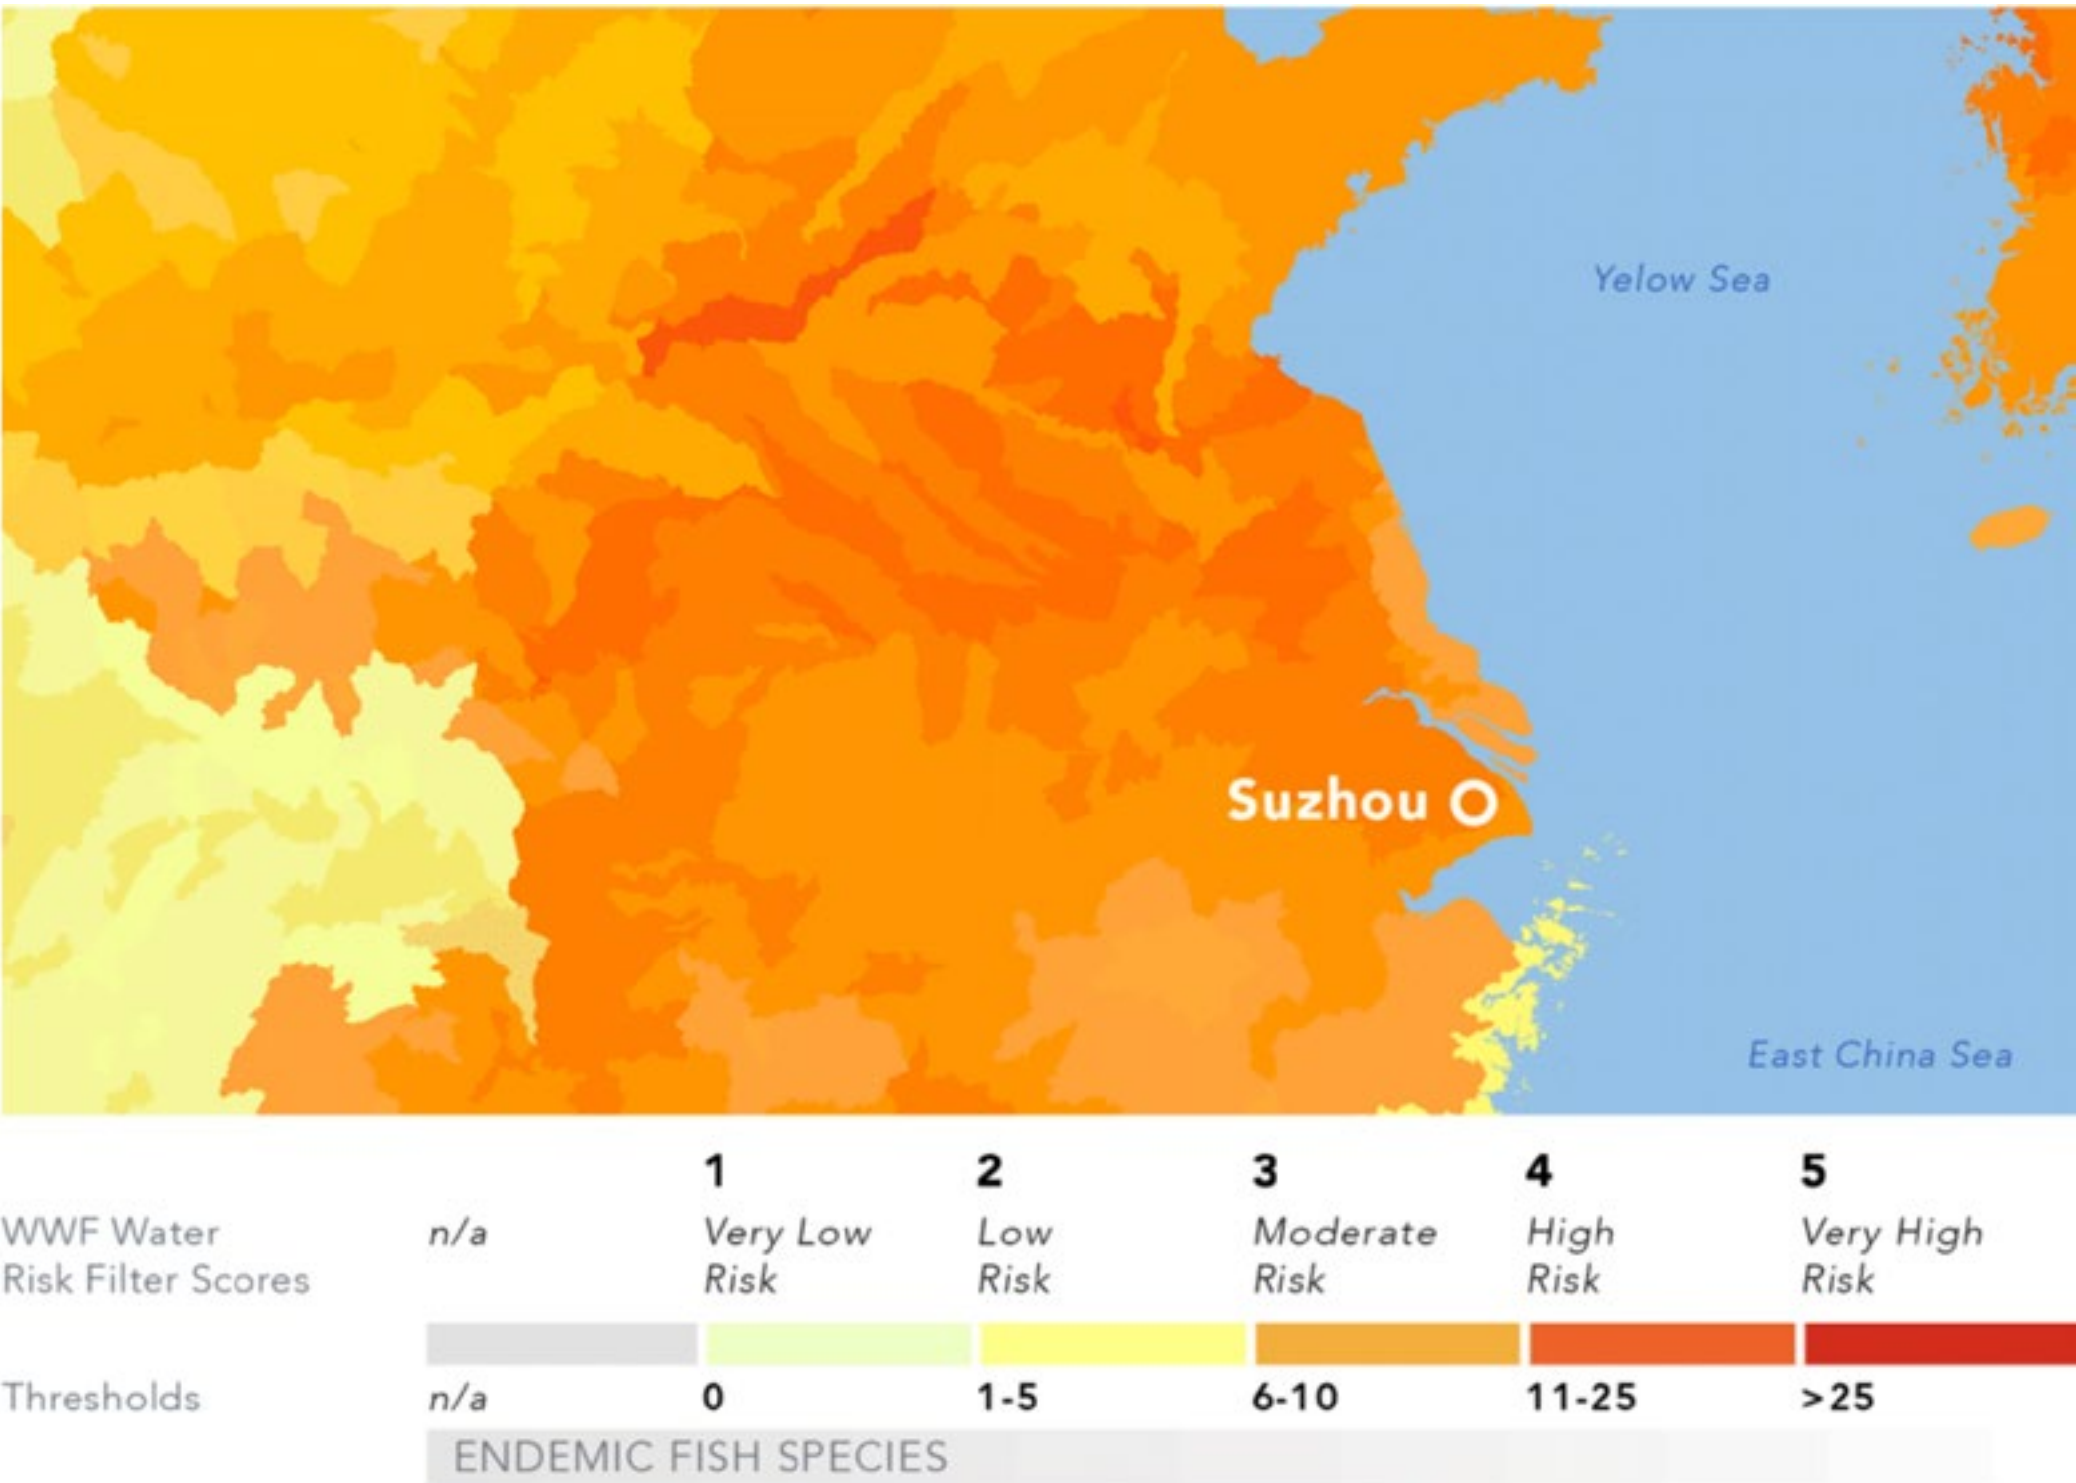 Yelow Sea
Suzhou
East China Sea
1 2 3 4 5
WWF Water n/a Very Low Low Moderate High Very High
Risk Filter Scores Risk Risk Risk Risk Risk
Thresholds n/a 0 1-5 6-10 11-25 >25
ENDEMIC FISH SPECIES